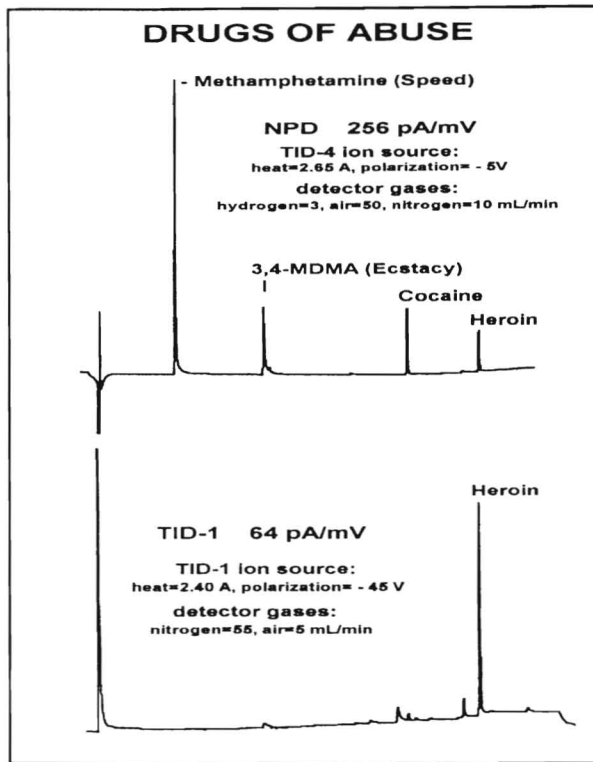 DRUGS OF ABUSE
- Methamphetamine (Speed)
NPD 256 pA/mV
TID-4 ion source:
heat=2.65 A, polarization= - 5V
detector gases:
hydrogen=3, air=50, nitrogen=10 mL/min
3,4-MDMA (Ecstacy)
Cocaine
Heroin
Heroin
TID-1 64 pA/mV
TID-1 ion source:
heat=2.40 A, polarization= - 45 V
detector gases:
nitrogen=55, air=5 mL/min